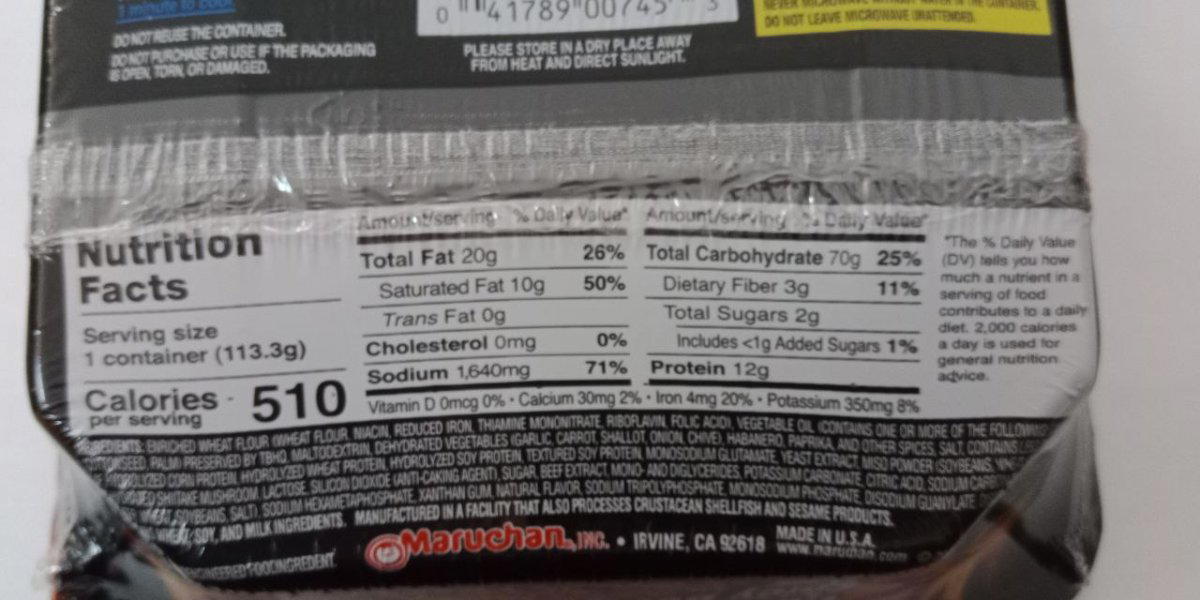 1 minute to cook
DO NOT REUSE THE CONTAINER.
DO NOT PURCHASE OR USE IF THE PACKAGING
IS OPEN, TORN, OR DAMAGED.
0 41789 00745 3
PLEASE STORE IN A DRY PLACE AWAY
FROM HEAT AND DIRECT SUNLIGHT.
NEVER MICROWAVE WITHOUT WATER IN THE CONTAINER.
DO NOT LEAVE MICROWAVE UNATTENDED.
Nutrition
Facts
Serving size
1 container (113.3g)
Calories 510
per serving
Amount/serving % Daily Value*
Total Fat 20g 26%
Saturated Fat 10g 50%
Trans Fat 0g
Cholesterol 0mg 0%
Sodium 1,640mg 71%
Amount/serving % Daily Value*
Total Carbohydrate 70g 25%
Dietary Fiber 3g 11%
Total Sugars 2g
Includes <1g Added Sugars 1%
Protein 12g
Vitamin D 0mcg 0% • Calcium 30mg 2% • Iron 4mg 20% • Potassium 350mg 8%
*The % Daily Value
(DV) tells you how
much a nutrient in a
serving of food
contributes to a daily
diet. 2,000 calories
a day is used for
general nutrition
advice.
ENRICHED WHEAT FLOUR (WHEAT FLOUR, NIACIN, REDUCED IRON, THIAMINE MONONITRATE, RIBOFLAVIN, FOLIC ACID), VEGETABLE OIL (CONTAINS ONE OR MORE OF THE
PALM) PRESERVED BY TBHQ, MALTODEXTRIN, DEHYDRATED VEGETABLES (GARLIC, CARROT, SHALLOT, ONION, CHIVE), HABANERO, PAPRIKA, AND OTHER SPICES, SALT, CONTAINS
CORN PROTEIN, HYDROLYZED WHEAT PROTEIN, HYDROLYZED SOY PROTEIN, TEXTURED SOY PROTEIN, MONOSODIUM GLUTAMATE, YEAST EXTRACT, MISO POWDER (SOYBEANS,
SHIITAKE MUSHROOM, LACTOSE, SILICON DIOXIDE (ANTI-CAKING AGENT), SUGAR, BEEF EXTRACT, MONO- AND DIGLYCERIDES, POTASSIUM CARBONATE, CITRIC ACID, SODIUM
SOYBEANS, SALT), SODIUM HEXAMETAPHOSPHATE, XANTHAN GUM, NATURAL FLAVOR, SODIUM TRIPOLYPHOSPHATE, MONOSODIUM PHOSPHATE, DISODIUM GUANYLATE,
WHEAT, SOY, AND MILK INGREDIENTS. MANUFACTURED IN A FACILITY THAT ALSO PROCESSES CRUSTACEAN SHELLFISH AND SESAME PRODUCTS.
Maruchan, INC. • IRVINE, CA 92618 MADE IN U.S.A.
www.maruchan.com
FOOD INGREDIENT